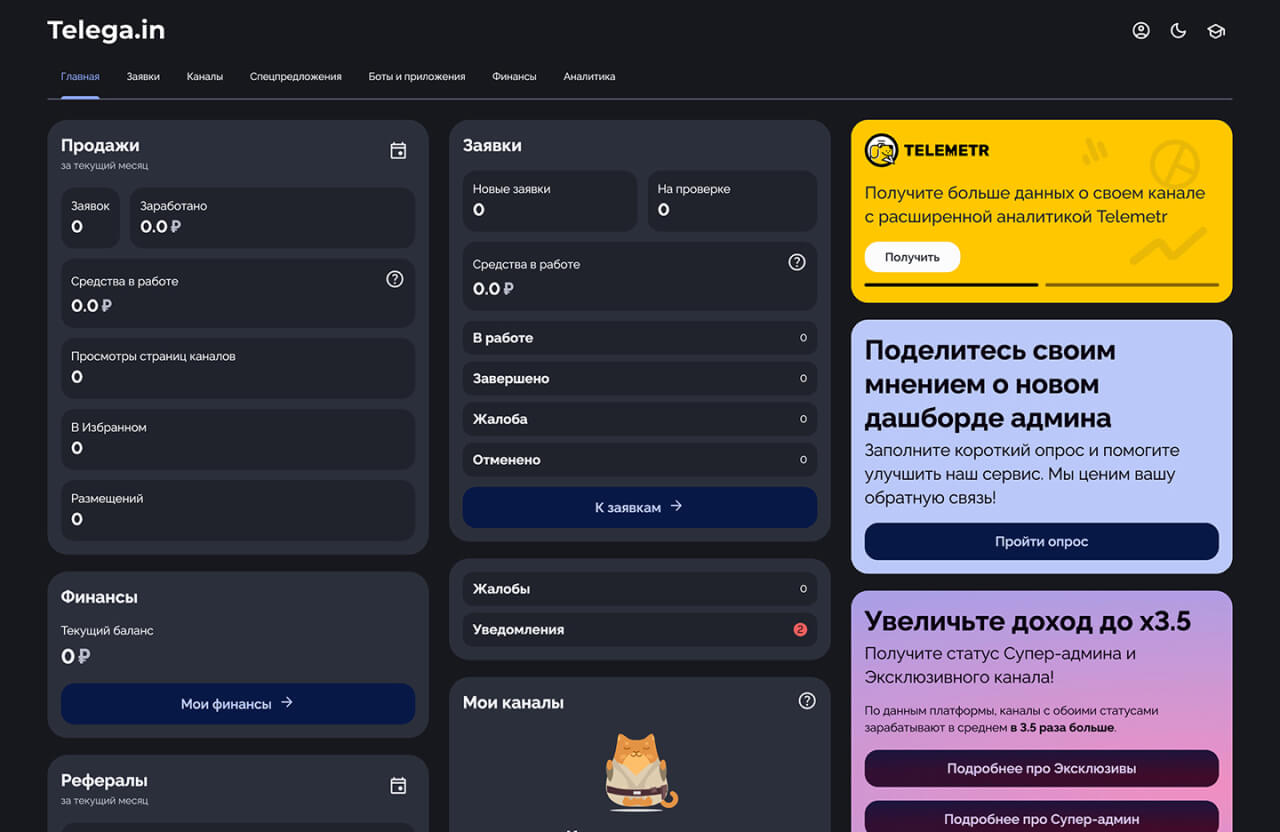 Telega.in
Главная
Заявки
Каналы
Спецпредложения
Боты и приложения
Финансы
Аналитика
Продажи
за текущий месяц
Заявок
0
Заработано
0.0 ₽
Средства в работе
0.0 ₽
Просмотры страниц каналов
0
В Избранном
0
Размещений
0
Финансы
Текущий баланс
0 ₽
Мои финансы →
Рефералы
за текущий месяц
Заявки
Новые заявки
0
На проверке
0
Средства в работе
0.0 ₽
В работе 0
Завершено 0
Жалоба 0
Отменено 0
К заявкам →
Жалобы 0
Уведомления 2
Мои каналы
TELEMETR
Получите больше данных о своем канале
с расширенной аналитикой Telemetr
Получить
Поделитесь своим
мнением о новом
дашборде админа
Заполните короткий опрос и помогите
улучшить наш сервис. Мы ценим вашу
обратную связь!
Пройти опрос
Увеличьте доход до x3.5
Получите статус Супер-админа и
Эксклюзивного канала!
По данным платформы, каналы с обоими статусами
зарабатывают в среднем в 3.5 раза больше.
Подробнее про Эксклюзивы
Подробнее про Супер-админ